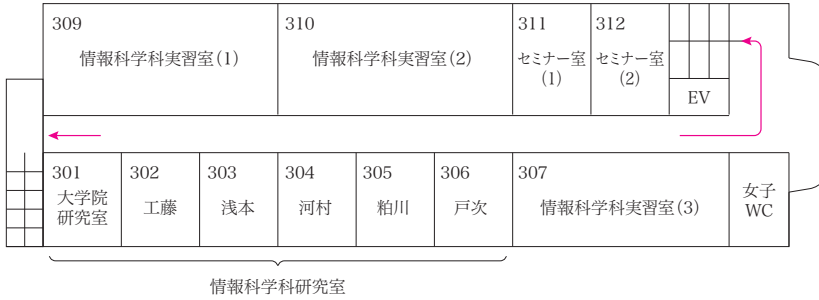 309
情報科学科実習室(1)
310
情報科学科実習室(2)
311
セミナー室
(1)
312
セミナー室
(2)
EV
301
大学院
研究室
302
工藤
303
浅本
304
河村
305
粕川
306
戸次
307
情報科学科実習室(3)
女子
WC
情報科学科研究室